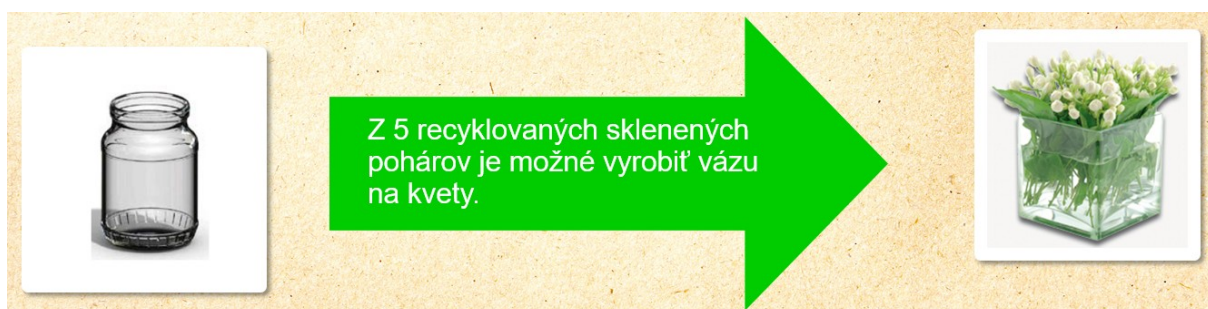 Z 5 recyklovaných sklenených
pohárov je možné vyrobiť vázu
na kvety.